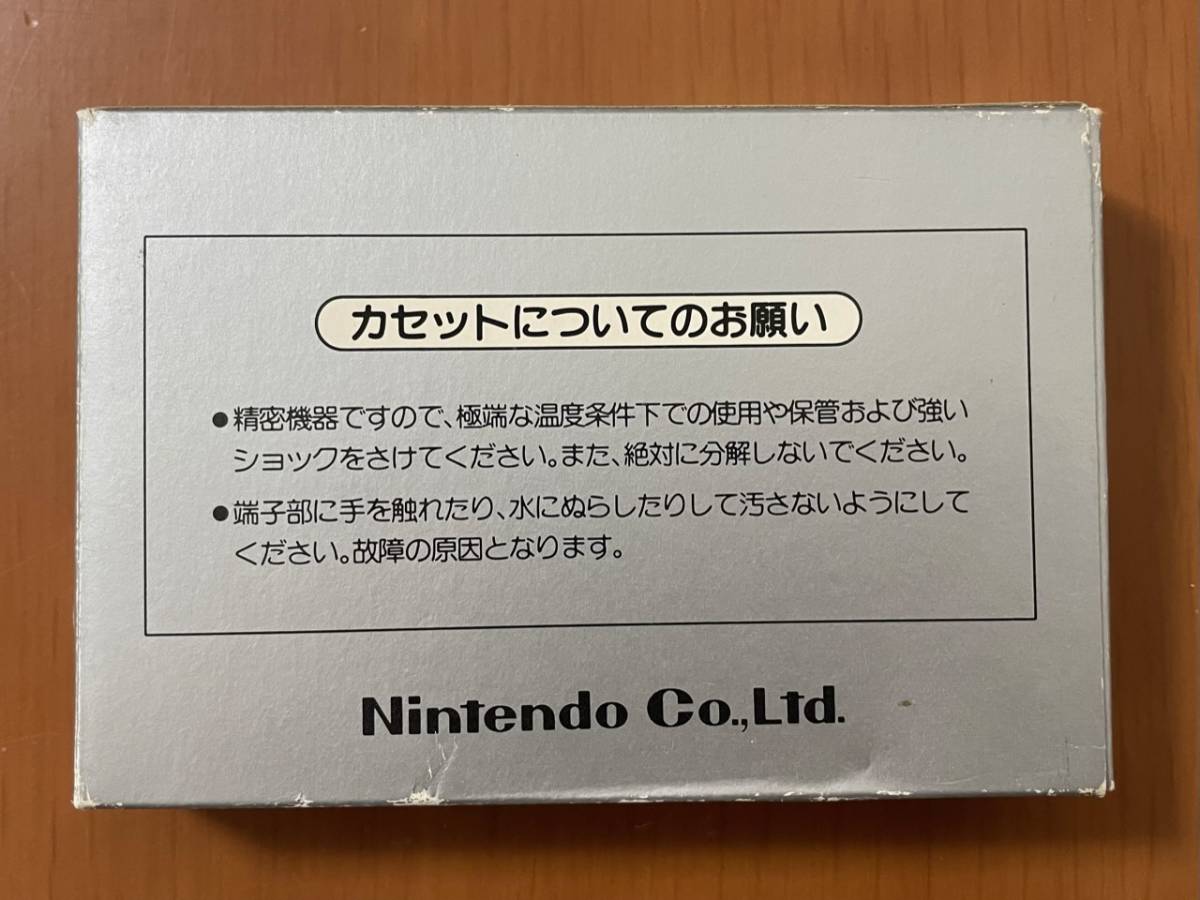 カセットについてのお願い
●精密機器ですので、極端な温度条件下での使用や保管および強い
ショックをさけてください。また、絶対に分解しないでください。
●端子部に手を触れたり、水にぬらしたりして汚さないようにして
ください。故障の原因となります。
Nintendo Co.,Ltd.